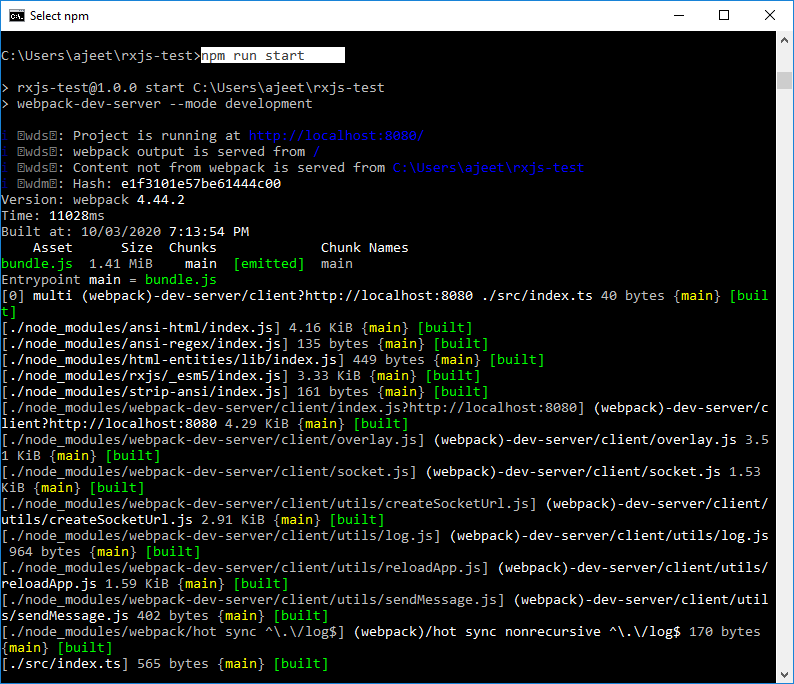 Select npm
C:\Users\ajeet\rxjs-test>npm run start
> rxjs-test@1.0.0 start C:\Users\ajeet\rxjs-test
> webpack-dev-server --mode development
i ⍰wds⍰: Project is running at http://localhost:8080/
i ⍰wds⍰: webpack output is served from /
i ⍰wds⍰: Content not from webpack is served from C:\Users\ajeet\rxjs-test
i ⍰wdm⍰: Hash: e1f3101e57be61444c00
Version: webpack 4.44.2
Time: 11028ms
Built at: 10/03/2020 7:13:54 PM
Asset Size Chunks Chunk Names
bundle.js 1.41 MiB main [emitted] main
Entrypoint main = bundle.js
[0] multi (webpack)-dev-server/client?http://localhost:8080 ./src/index.ts 40 bytes {main} [buil
t]
[./node_modules/ansi-html/index.js] 4.16 KiB {main} [built]
[./node_modules/ansi-regex/index.js] 135 bytes {main} [built]
[./node_modules/html-entities/lib/index.js] 449 bytes {main} [built]
[./node_modules/rxjs/_esm5/index.js] 3.33 KiB {main} [built]
[./node_modules/strip-ansi/index.js] 161 bytes {main} [built]
[./node_modules/webpack-dev-server/client/index.js?http://localhost:8080] (webpack)-dev-server/c
lient?http://localhost:8080 4.29 KiB {main} [built]
[./node_modules/webpack-dev-server/client/overlay.js] (webpack)-dev-server/client/overlay.js 3.5
1 KiB {main} [built]
[./node_modules/webpack-dev-server/client/socket.js] (webpack)-dev-server/client/socket.js 1.53
KiB {main} [built]
[./node_modules/webpack-dev-server/client/utils/createSocketUrl.js] (webpack)-dev-server/client/
utils/createSocketUrl.js 2.91 KiB {main} [built]
[./node_modules/webpack-dev-server/client/utils/log.js] (webpack)-dev-server/client/utils/log.js
964 bytes {main} [built]
[./node_modules/webpack-dev-server/client/utils/reloadApp.js] (webpack)-dev-server/client/utils/
reloadApp.js 1.59 KiB {main} [built]
[./node_modules/webpack-dev-server/client/utils/sendMessage.js] (webpack)-dev-server/client/util
s/sendMessage.js 402 bytes {main} [built]
[./node_modules/webpack/hot sync ^\.\/log$] (webpack)/hot sync nonrecursive ^\.\/log$ 170 bytes
{main} [built]
[./src/index.ts] 565 bytes {main} [built]